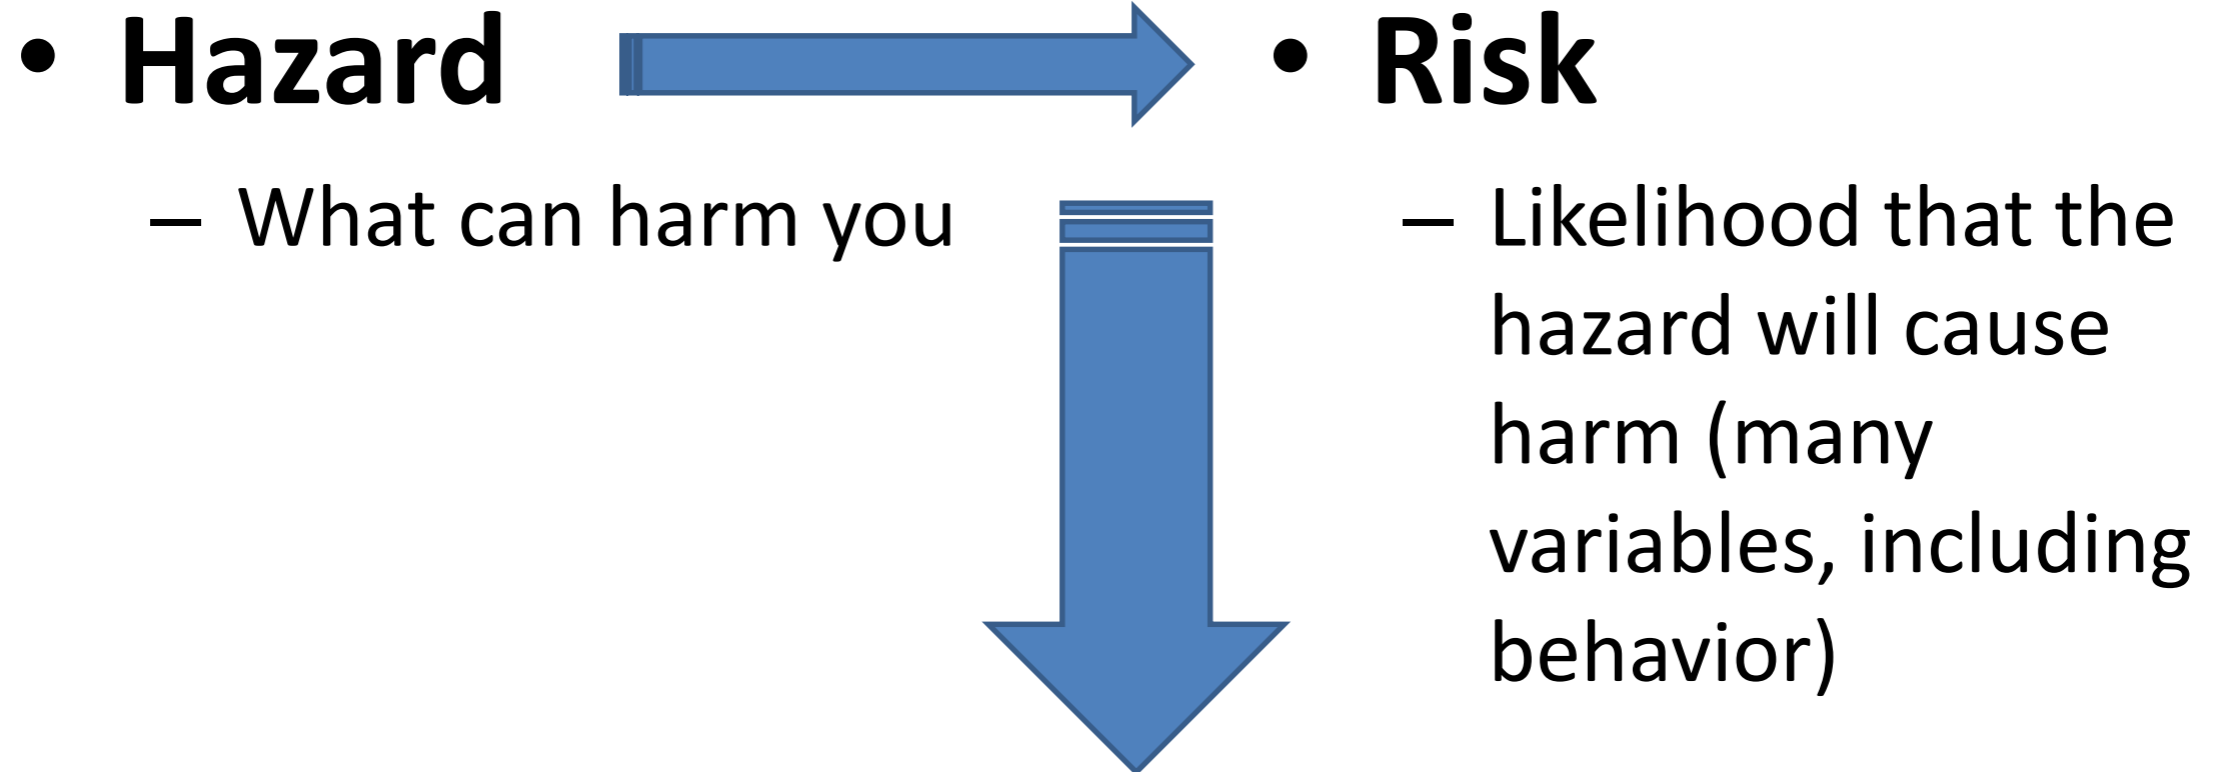 • Hazard
– What can harm you
• Risk
– Likelihood that the
hazard will cause
harm (many
variables, including
behavior)